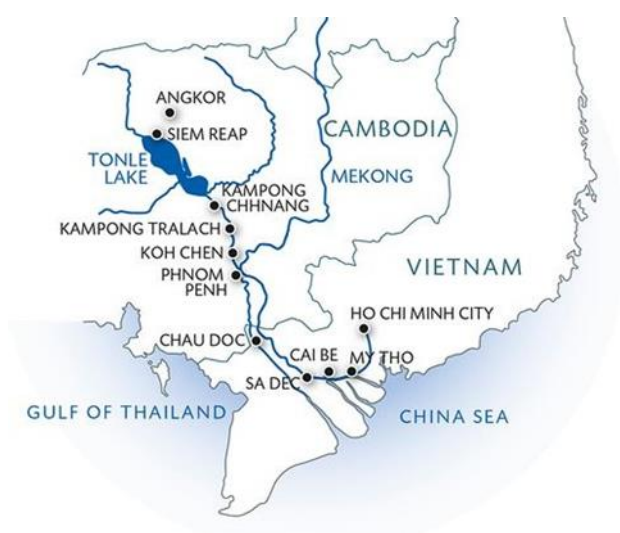 ANGKOR
SIEM REAP
CAMBODIA
TONLE
LAKE
MEKONG
KAMPONG
CHHNANG
KAMPONG TRALACH
KOH CHEN
PHNOM
PENH
VIETNAM
HO CHI MINH CITY
CHAU DOC
CAI BE
MY THO
SA DEC
GULF OF THAILAND
CHINA SEA